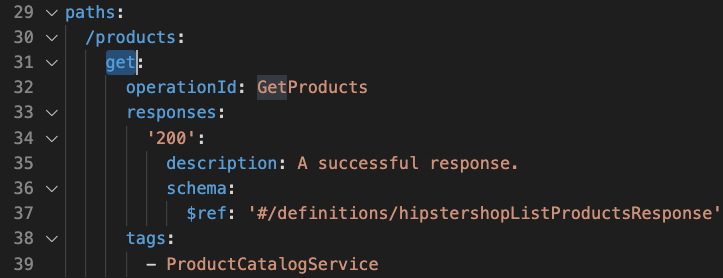 29 paths:
30 /products:
31 get:
32 operationId: GetProducts
33 responses:
34 '200':
35 description: A successful response.
36 schema:
37 $ref: '#/definitions/hipstershopListProductsResponse'
38 tags:
39 - ProductCatalogService